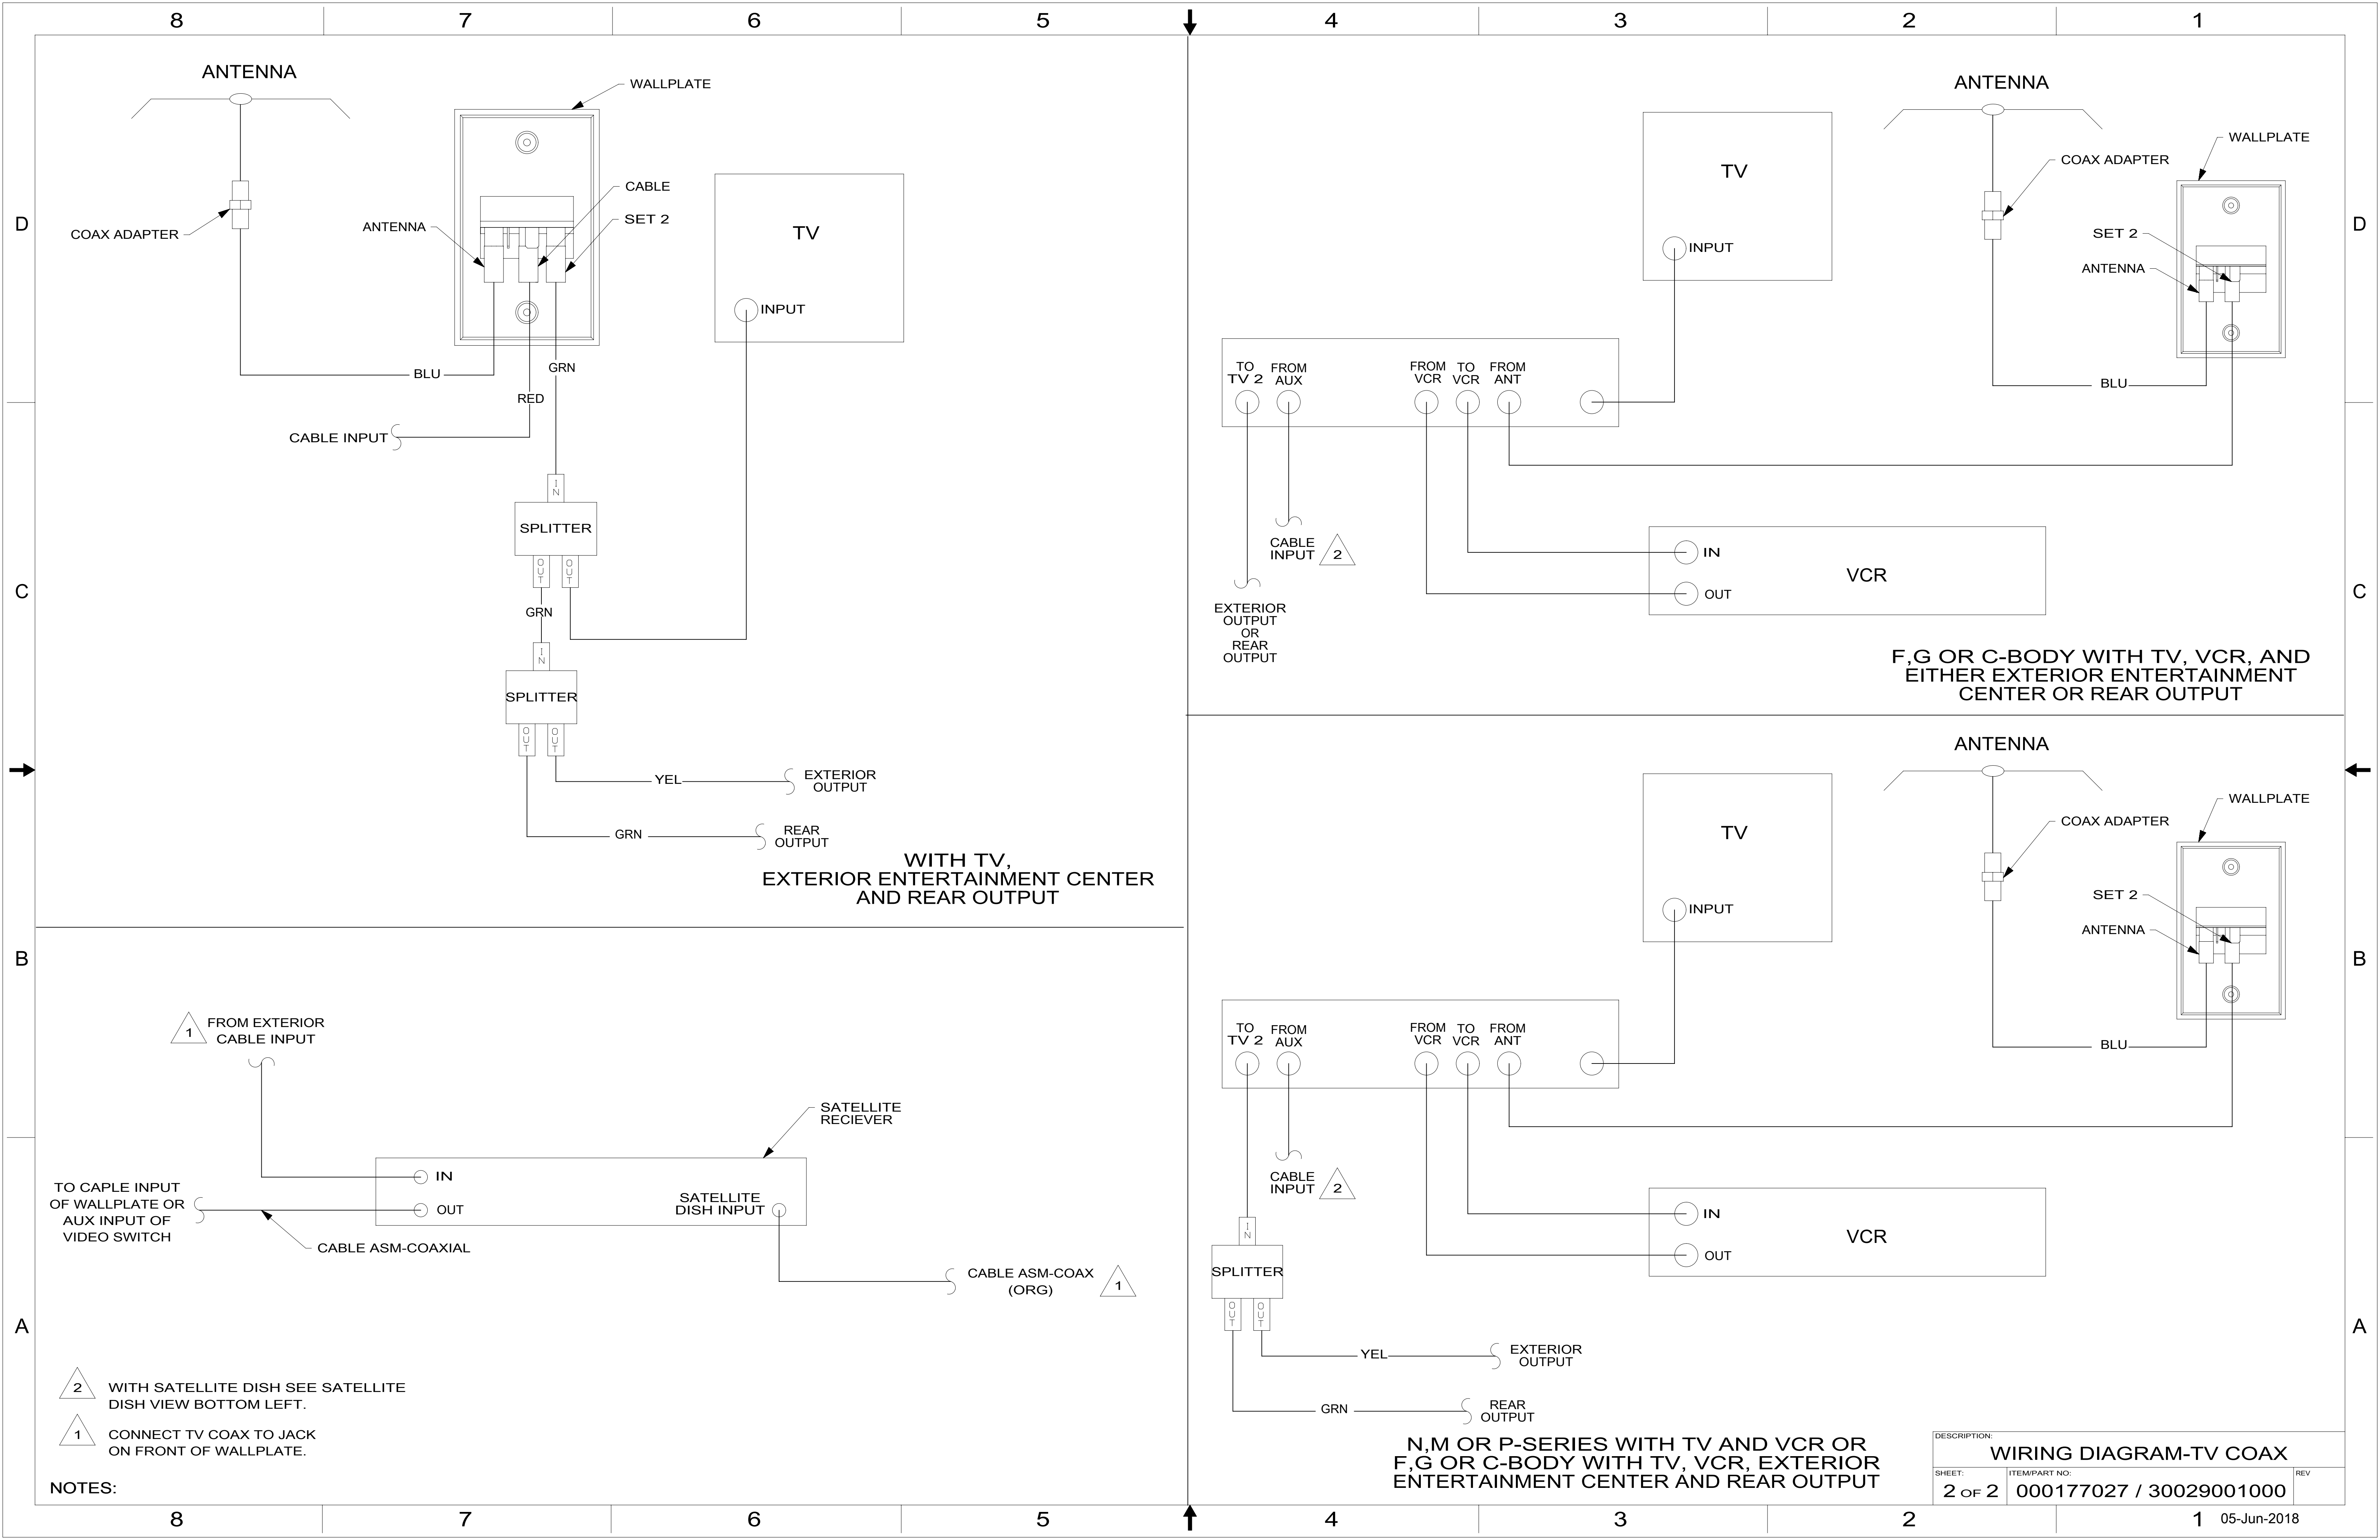 8 7 6 5 4 3 2 1
D
C
B
A
D
C
B
A
ANTENNA
WALLPLATE
COAX ADAPTER
ANTENNA
CABLE
SET 2
TV
INPUT
BLU
GRN
RED
CABLE INPUT
IN
SPLITTER
OUT
OUT
GRN
IN
SPLITTER
OUT
OUT
YEL
EXTERIOR
OUTPUT
GRN
REAR
OUTPUT
WITH TV,
EXTERIOR ENTERTAINMENT CENTER
AND REAR OUTPUT
ANTENNA
WALLPLATE
COAX ADAPTER
TV
INPUT
SET 2
ANTENNA
BLU
TO
TV 2
FROM
AUX
FROM
VCR
TO
VCR
FROM
ANT
CABLE
INPUT
2
EXTERIOR
OUTPUT
OR
REAR
OUTPUT
IN
OUT
VCR
F,G OR C-BODY WITH TV, VCR, AND
EITHER EXTERIOR ENTERTAINMENT
CENTER OR REAR OUTPUT
1
FROM EXTERIOR
CABLE INPUT
SATELLITE
RECIEVER
IN
OUT
SATELLITE
DISH INPUT
TO CAPLE INPUT
OF WALLPLATE OR
AUX INPUT OF
VIDEO SWITCH
CABLE ASM-COAXIAL
CABLE ASM-COAX
(ORG)
1
2
WITH SATELLITE DISH SEE SATELLITE
DISH VIEW BOTTOM LEFT.
1
CONNECT TV COAX TO JACK
ON FRONT OF WALLPLATE.
NOTES:
ANTENNA
WALLPLATE
COAX ADAPTER
TV
INPUT
SET 2
ANTENNA
BLU
TO
TV 2
FROM
AUX
FROM
VCR
TO
VCR
FROM
ANT
CABLE
INPUT
2
IN
SPLITTER
OUT
OUT
IN
OUT
VCR
YEL
EXTERIOR
OUTPUT
GRN
REAR
OUTPUT
N,M OR P-SERIES WITH TV AND VCR OR
F,G OR C-BODY WITH TV, VCR, EXTERIOR
ENTERTAINMENT CENTER AND REAR OUTPUT
DESCRIPTION:
WIRING DIAGRAM-TV COAX
SHEET:
2 OF 2
ITEM/PART NO:
000177027 / 30029001000
REV
8 7 6 5 4 3 2 1
05-Jun-2018